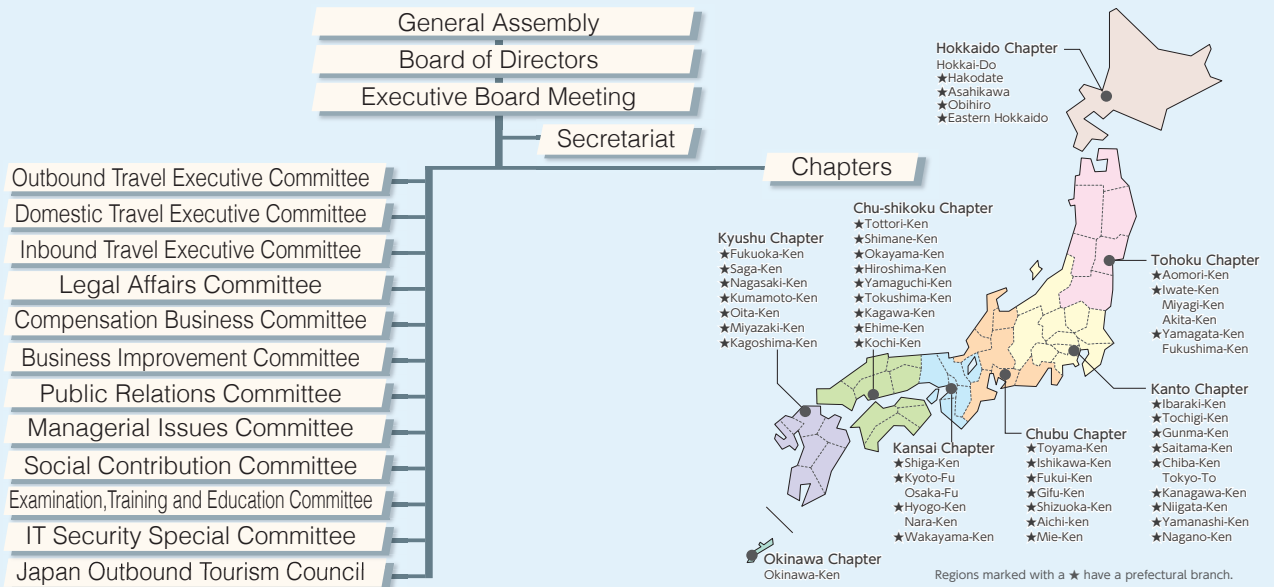 General Assembly
Board of Directors
Executive Board Meeting
Secretariat
Chapters
Outbound Travel Executive Committee
Domestic Travel Executive Committee
Inbound Travel Executive Committee
Legal Affairs Committee
Compensation Business Committee
Business Improvement Committee
Public Relations Committee
Managerial Issues Committee
Social Contribution Committee
Examination,Training and Education Committee
IT Security Special Committee
Japan Outbound Tourism Council
Hokkaido Chapter
Hokkai-Do
★Hakodate
★Asahikawa
★Obihiro
★Eastern Hokkaido
Tohoku Chapter
★Aomori-Ken
★Iwate-Ken
Miyagi-Ken
Akita-Ken
★Yamagata-Ken
Fukushima-Ken
Kanto Chapter
★Ibaraki-Ken
★Tochigi-Ken
★Gunma-Ken
★Saitama-Ken
★Chiba-Ken
Tokyo-To
★Kanagawa-Ken
★Niigata-Ken
★Yamanashi-Ken
★Nagano-Ken
Chubu Chapter
★Toyama-Ken
★Ishikawa-Ken
★Fukui-Ken
★Gifu-Ken
★Shizuoka-Ken
★Aichi-ken
★Mie-Ken
Kansai Chapter
★Shiga-Ken
★Kyoto-Fu
Osaka-Fu
★Hyogo-Ken
Nara-Ken
★Wakayama-Ken
Chu-shikoku Chapter
★Tottori-Ken
★Shimane-Ken
★Okayama-Ken
★Hiroshima-Ken
★Yamaguchi-Ken
★Tokushima-Ken
★Kagawa-Ken
★Ehime-Ken
★Kochi-Ken
Kyushu Chapter
★Fukuoka-Ken
★Saga-Ken
★Nagasaki-Ken
★Kumamoto-Ken
★Oita-Ken
★Miyazaki-Ken
★Kagoshima-Ken
Okinawa Chapter
Okinawa-Ken
Regions marked with a ★ have a prefectural branch.